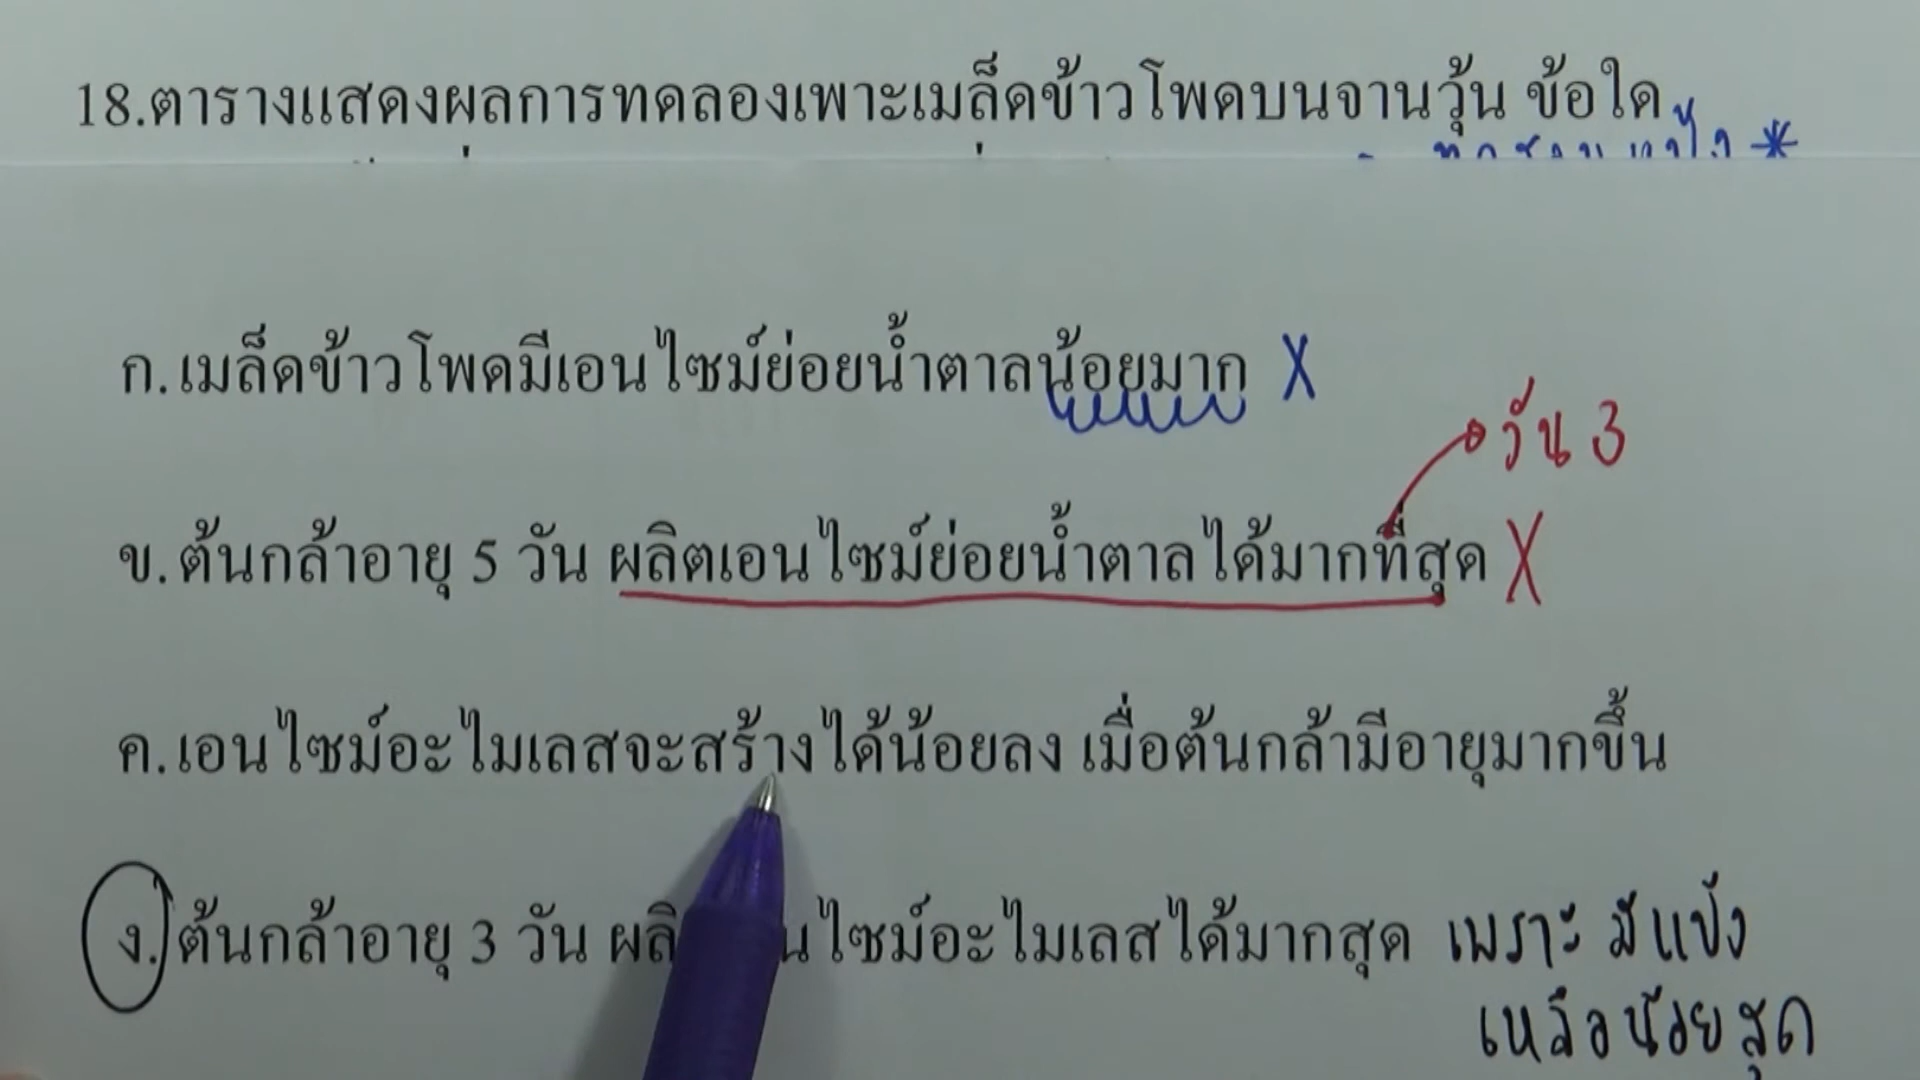 18.ตารางแสดงผลการทดลองเพาะเมล็ดข้าวโพดบนจานวุ้น ข้อใด
ก.เมล็ดข้าวโพดมีเอนไซม์ย่อยน้ำตาลน้อยมาก X
วัน 3
ข.ต้นกล้าอายุ 5 วัน ผลิตเอนไซม์ย่อยน้ำตาลได้มากที่สุด X
ค.เอนไซม์อะไมเลสจะสร้างได้น้อยลง เมื่อต้นกล้ามีอายุมากขึ้น
ง.ต้นกล้าอายุ 3 วัน ผลิ นไซม์อะไมเลสได้มากสุด เพราะ มีแป้ง
เหลือน้อยสุด